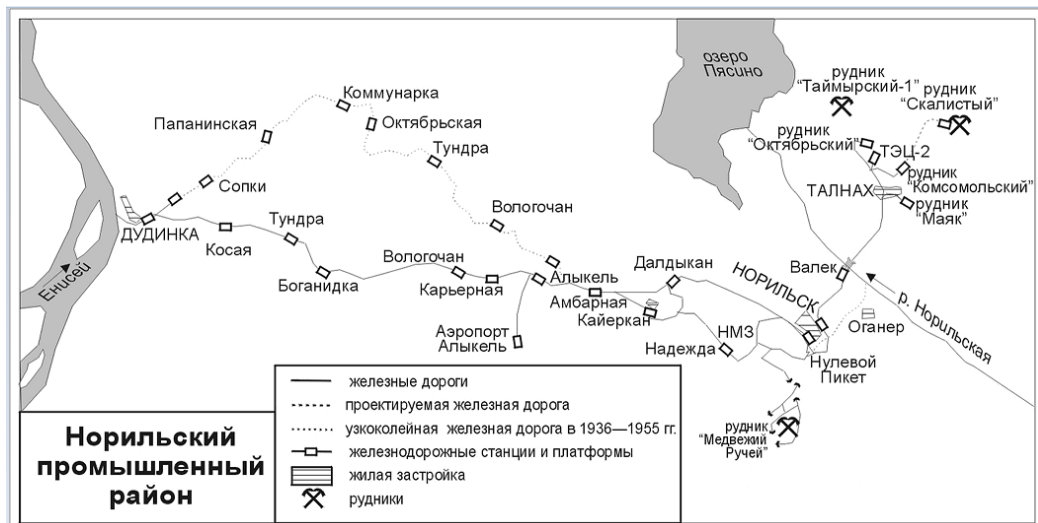 озеро
Пясино
рудник
"Таймырский-1"
рудник
"Скалистый"
Коммунарка
Папанинская
Октябрьская
рудник
"Октябрьский"
Тундра
ТЭЦ-2
рудник
"Комсомольский"
Сопки
ТАЛНАХ
рудник
"Маяк"
Вологочан
ДУДИНКА
Косая
Тундра
Енисей
Боганидка
Вологочан
Карьерная
Алыкель
Далдыкан
Валек
Амбарная
НОРИЛЬСК
р. Норильская
Кайеркан
Оганер
Аэропорт
Алыкель
НМЗ
Надежда
Нулевой
Пикет
рудник
"Медвежий
Ручей"
железные дороги
проектируемая железная дорога
узкоколейная железная дорога в 1936—1955 гг.
железнодорожные станции и платформы
жилая застройка
рудники
Норильский
промышленный
район